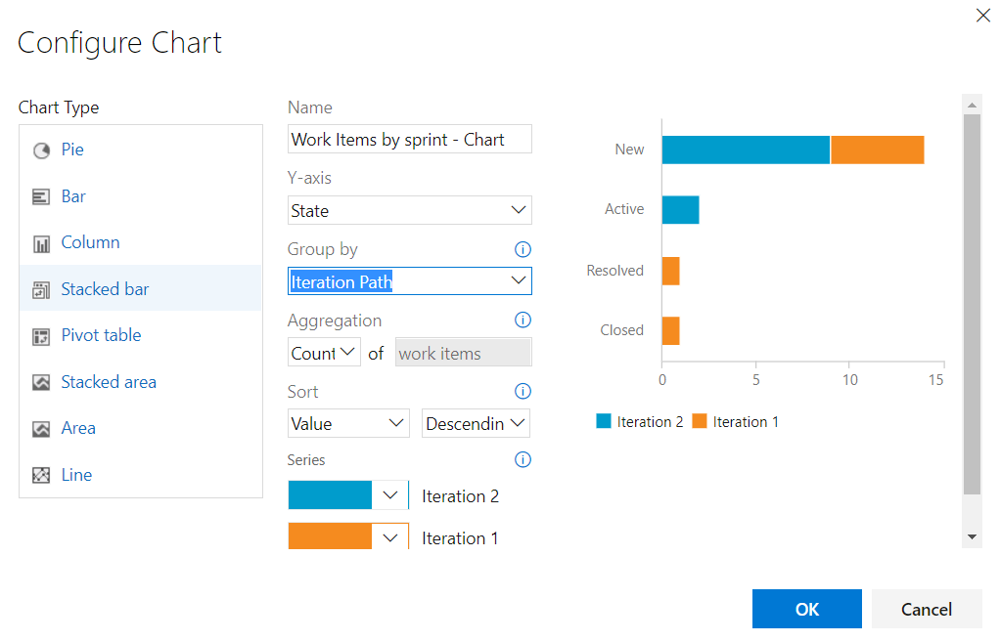 Configure Chart
Chart Type
Pie
Bar
Column
Stacked bar
Pivot table
Stacked area
Area
Line
Name
Work Items by sprint - Chart
Y-axis
State
Group by
Iteration Path
Aggregation
Count of work items
Sort
Value Descendin
Series
Iteration 2
Iteration 1
New
Active
Resolved
Closed
0 5 10 15
Iteration 2 Iteration 1
OK Cancel